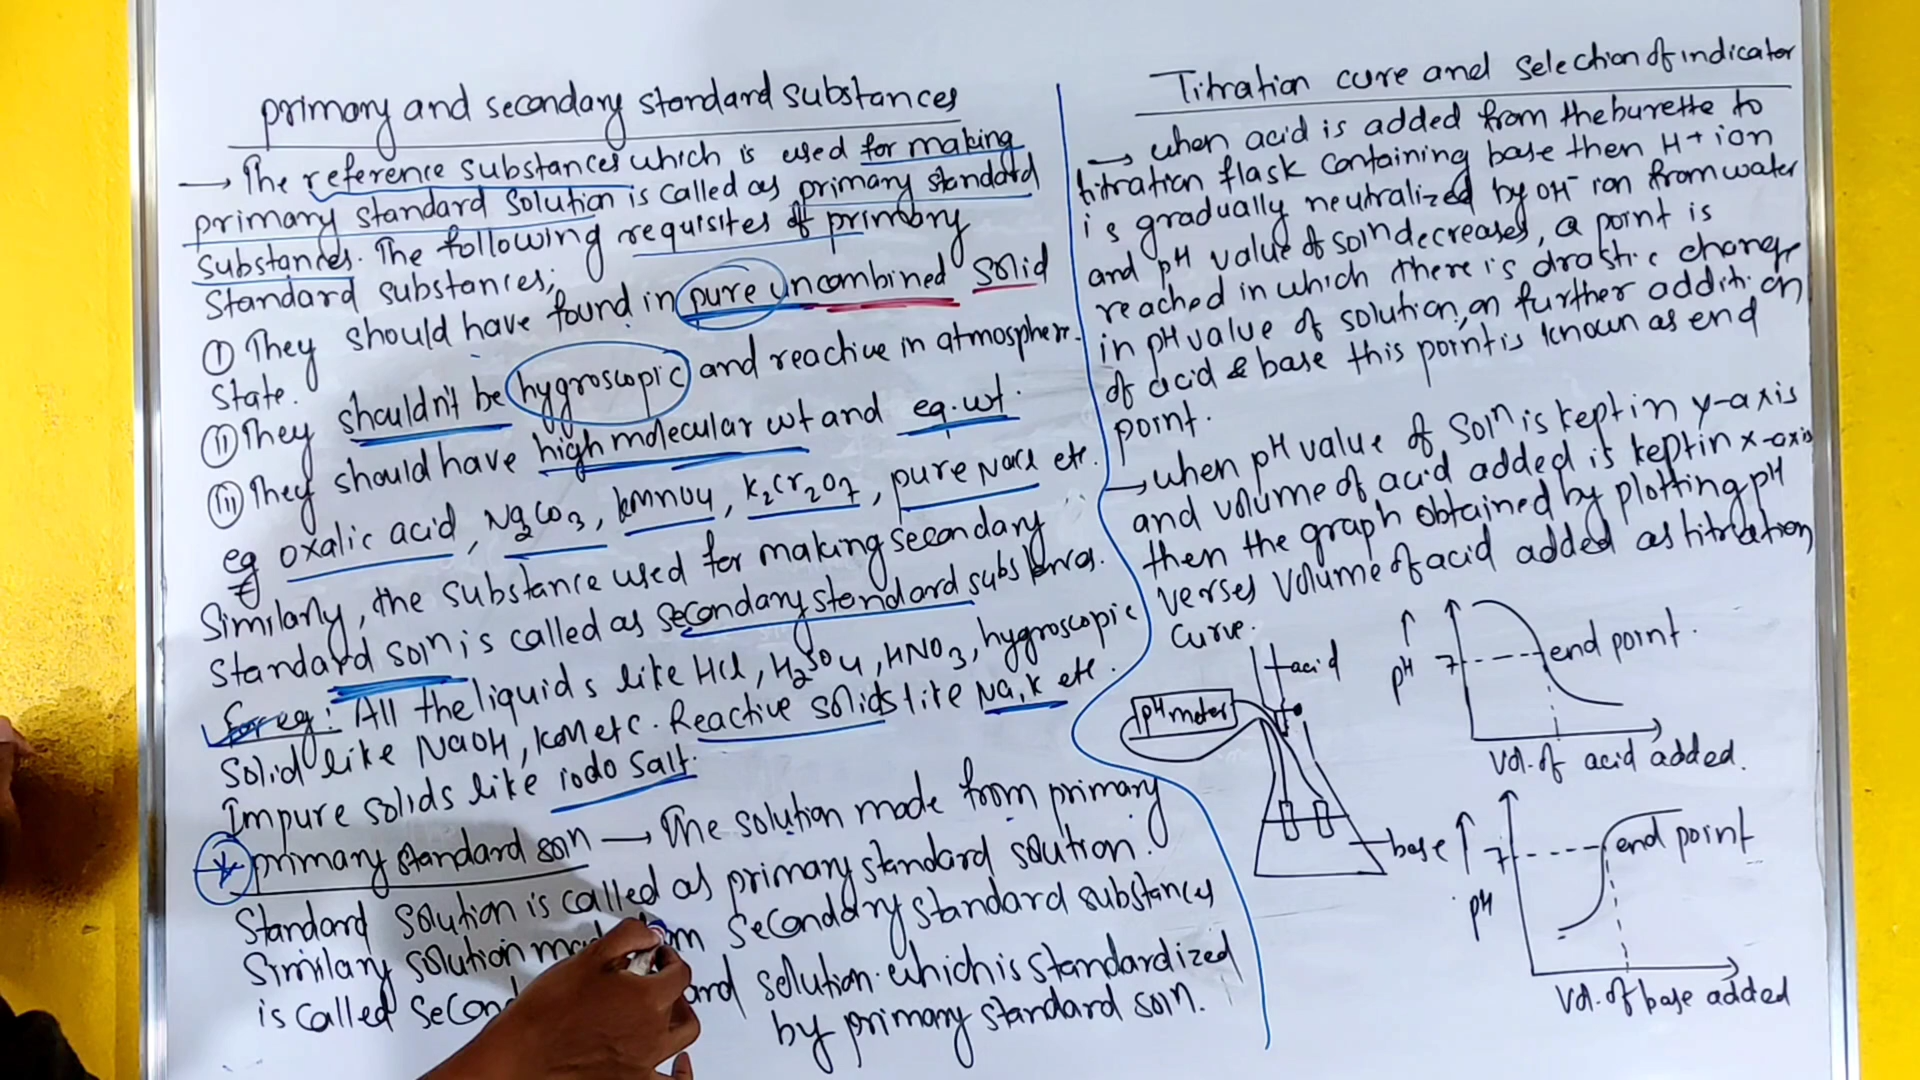 primary and secondary standard substances
→ The reference substances which is used for making
primary standard solution is called as primary standard
substances. The following requisites of primary
standard substances;
(I) They should have found in pure uncombined solid
state.
(II) They shouldn't be hygroscopic and reactive in atmospher.
(III) They should have high molecular wt and eq.wt.
eg oxalic acid, Na2CO3, kmno4, K2Cr2O7, pure Nacl etc.
Similarly, the substance used for making secondary
Standard soln is called as secondary standard
for eg: All the liquids like Hcl, H2SO4, HNO3, hygroscopic
Solid like NaOH, KOH etc. Reactive solids like Na, K etc.
Impure solids like iodo salt.
* primary standard soln → The solution made from primary
Standard solution is called as primary standard solution.
Similary solution secondary standard substances
is called solution which is standardized
by primary standard soln.
Titration cure and selection of indicator
→ when acid is added from the burette to
titration flask containing base then H+ ion
is gradually neutralized by OH- ion from water
and pH value of soln decreases, a point is
reached in which there is drastic change
in pH value of solution, on further addition
of acid & base this point is known as end
point.
→ when pH value of soln is kept in y-axis
and volume of acid added is kept in x-axis
then the graph obtained by plotting pH
verses volume of acid added as titration
curve.
acid
pH meter
base
pH
7
end point.
vol. of acid added.
pH
7
end point
vol. of base added